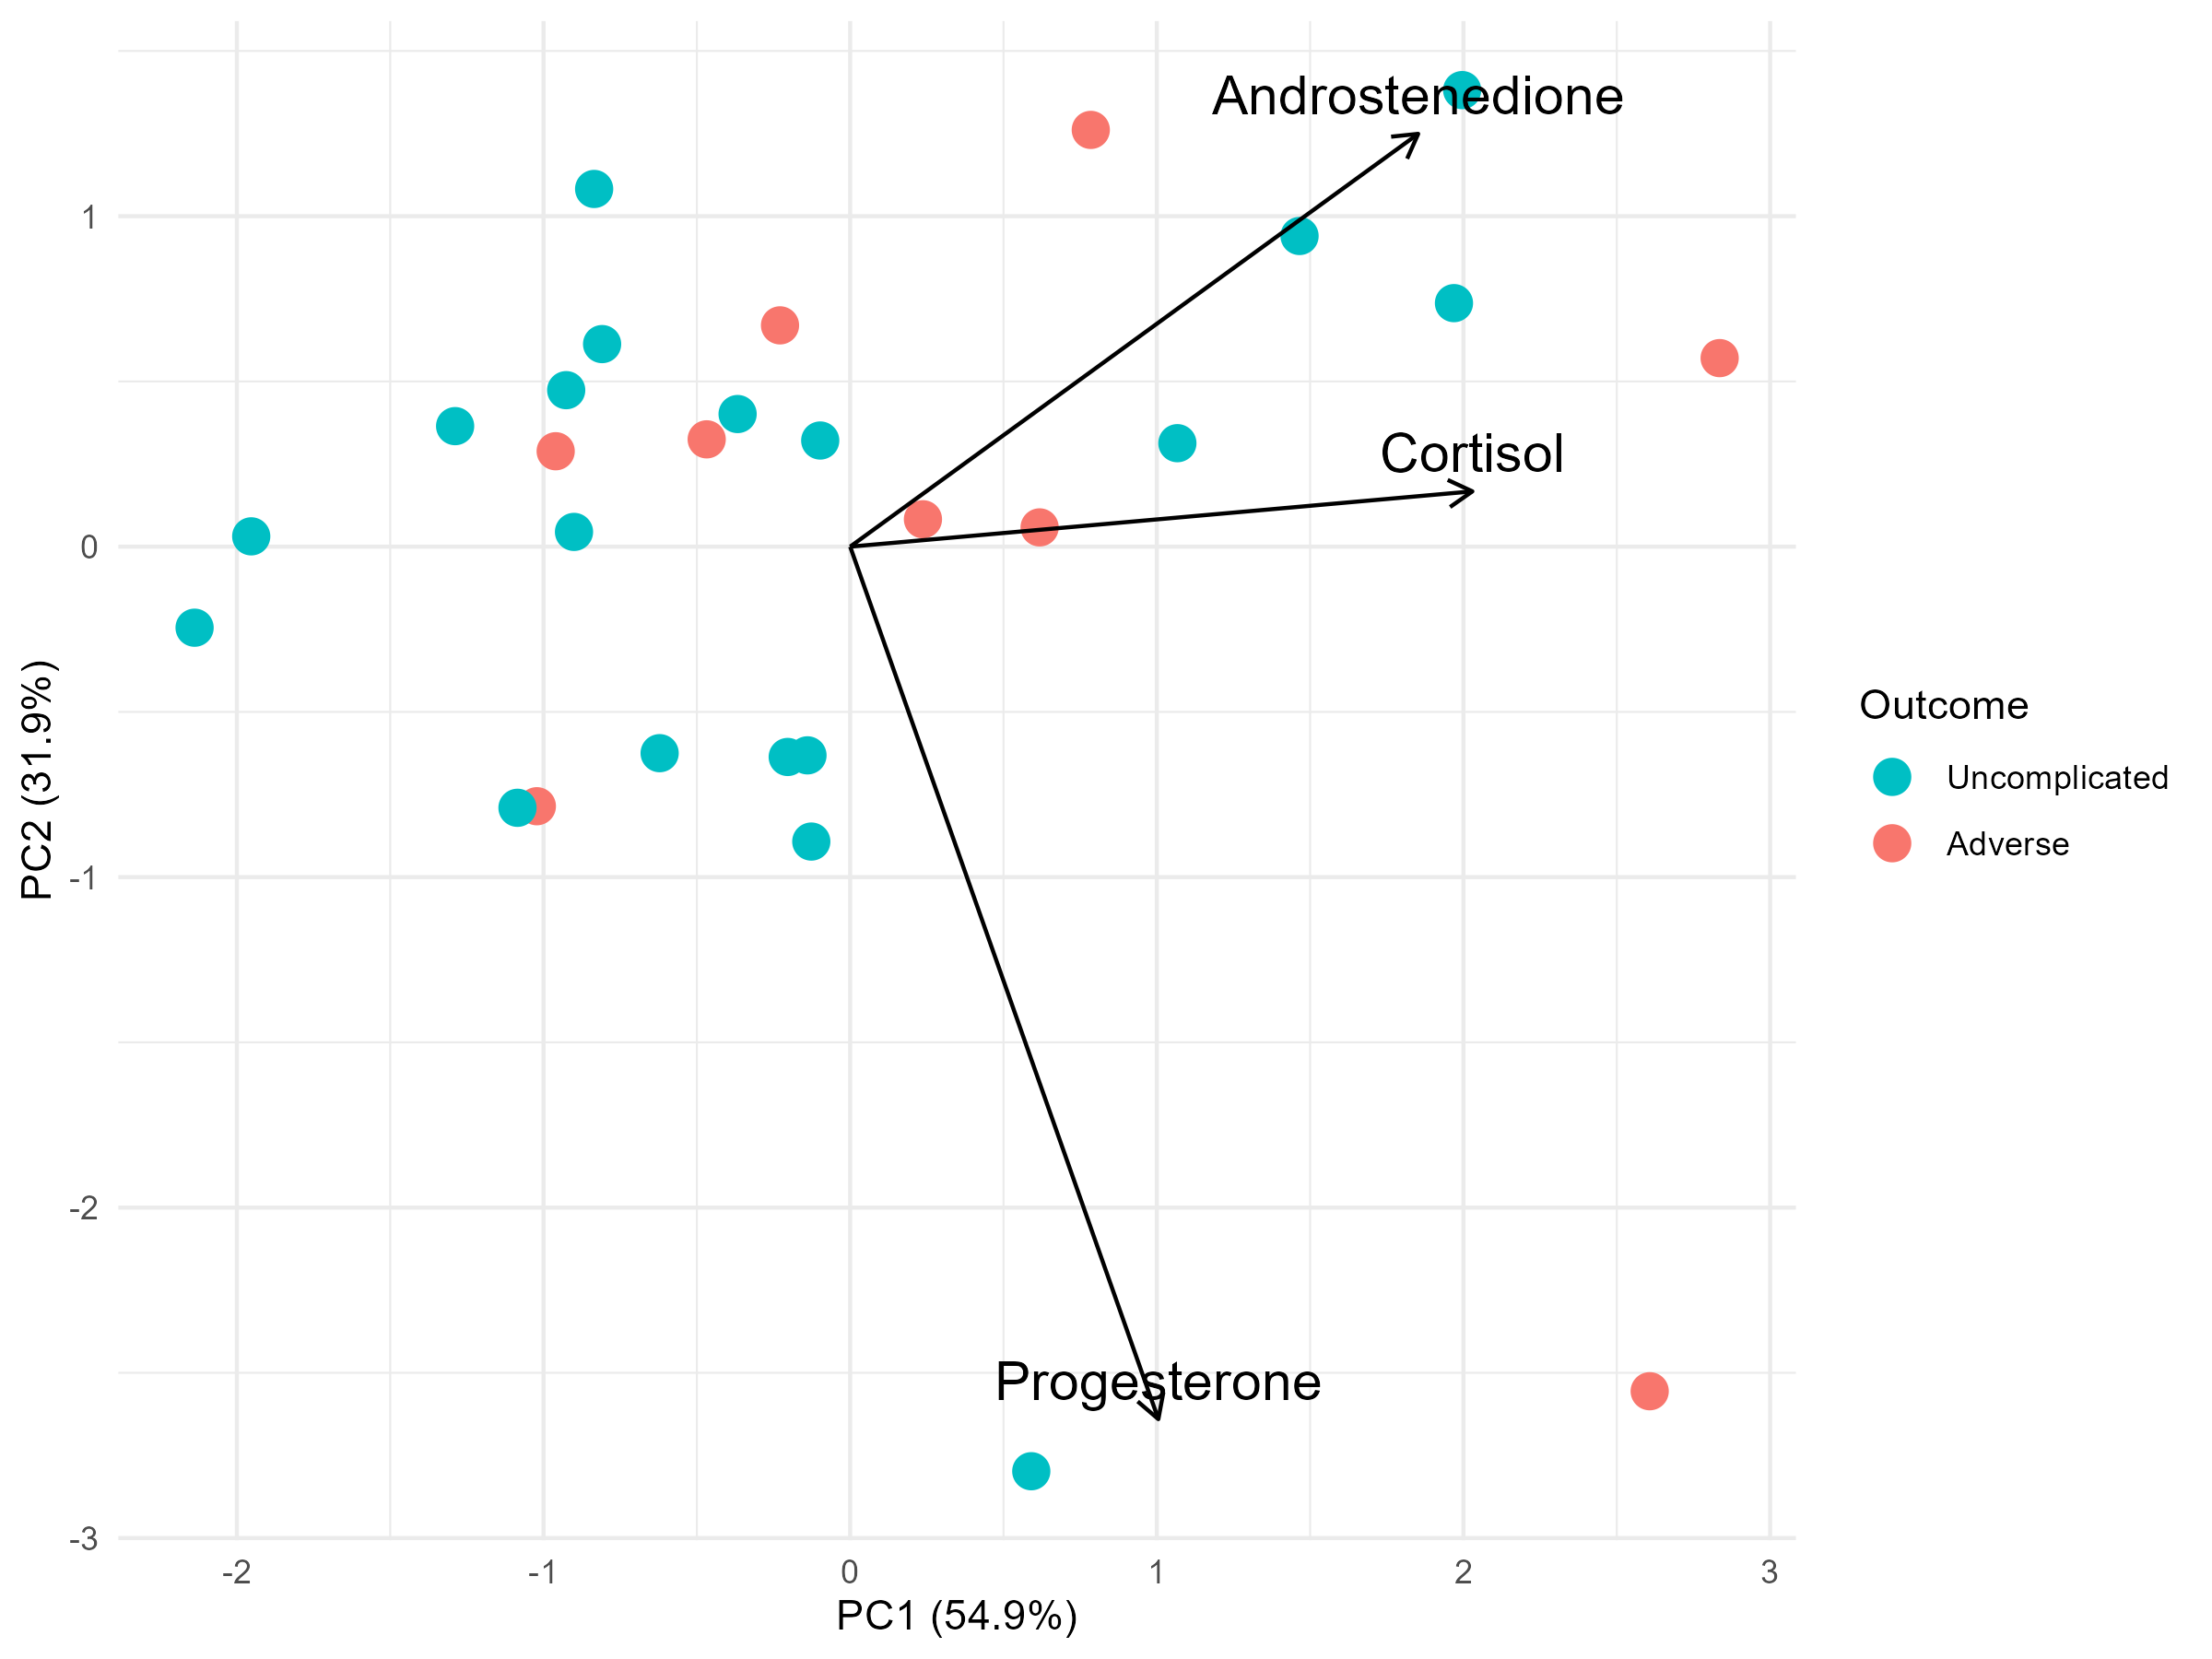 Androstenedione
Cortisol
Progesterone
1
0
-1
-2
-3
PC2 (31.9%)
-2
-1
0
1
2
3
PC1 (54.9%)
Outcome
Uncomplicated
Adverse